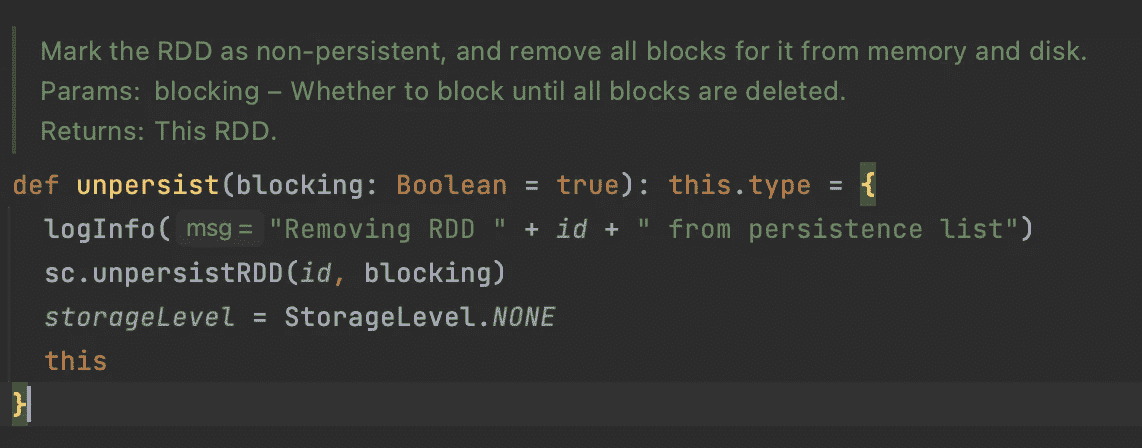 Mark the RDD as non-persistent, and remove all blocks for it from memory and disk.
Params: blocking – Whether to block until all blocks are deleted.
Returns: This RDD.
def unpersist(blocking: Boolean = true): this.type = {
  logInfo( msg = "Removing RDD " + id + " from persistence list")
  sc.unpersistRDD(id, blocking)
  storageLevel = StorageLevel.NONE
  this
}